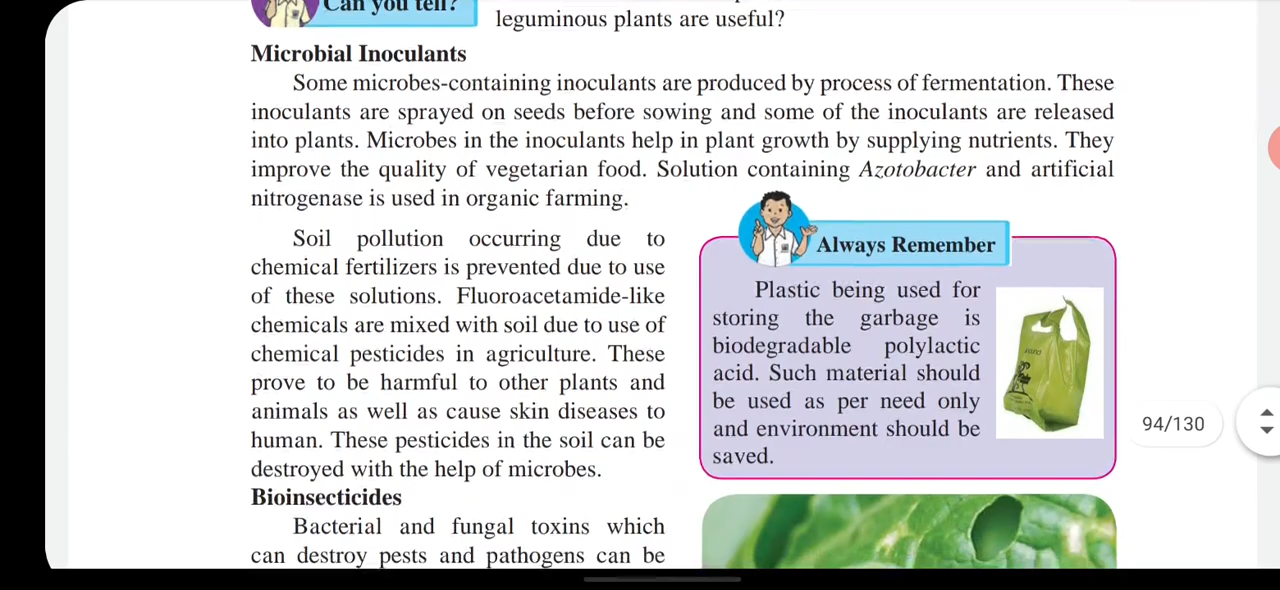 Can you tell?
leguminous plants are useful?
Microbial Inoculants
Some microbes-containing inoculants are produced by process of fermentation. These
inoculants are sprayed on seeds before sowing and some of the inoculants are released
into plants. Microbes in the inoculants help in plant growth by supplying nutrients. They
improve the quality of vegetarian food. Solution containing Azotobacter and artificial
nitrogenase is used in organic farming.
Soil pollution occurring due to
chemical fertilizers is prevented due to use
of these solutions. Fluoroacetamide-like
chemicals are mixed with soil due to use of
chemical pesticides in agriculture. These
prove to be harmful to other plants and
animals as well as cause skin diseases to
human. These pesticides in the soil can be
destroyed with the help of microbes.
Bioinsecticides
Bacterial and fungal toxins which
can destroy pests and pathogens can be
Always Remember
Plastic being used for
storing the garbage is
biodegradable polylactic
acid. Such material should
be used as per need only
and environment should be
saved.
94/130